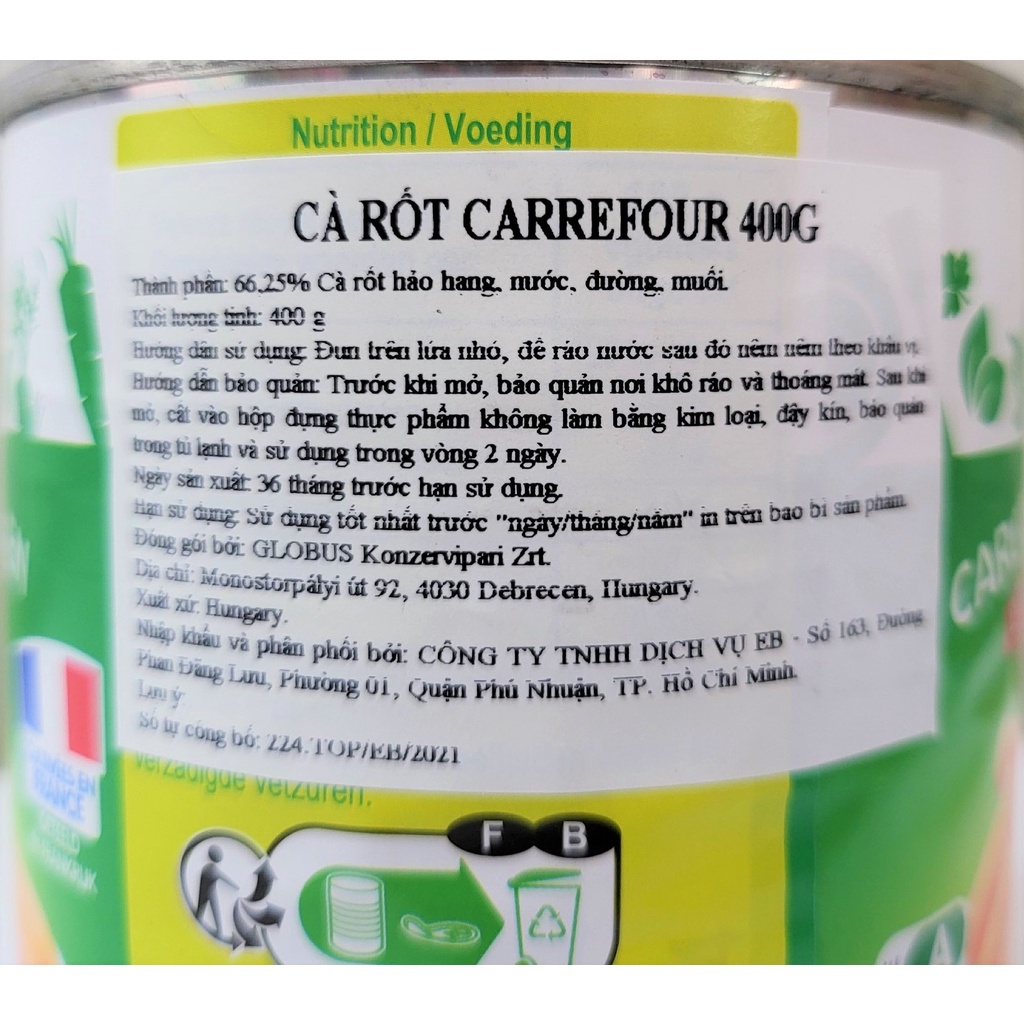 Nutrition / Voeding
CÀ RỐT CARREFOUR 400G
Thành phần: 66,25% Cà rốt hảo hạng, nước, đường, muối.
Khối lượng tịnh: 400 g
Hướng dẫn sử dụng: Đun trên lửa nhỏ, để ráo nước sau đó nêm nếm theo khẩu vị.
Hướng dẫn bảo quản: Trước khi mở, bảo quản nơi khô ráo và thoáng mát. Sau khi
mở, cất vào hộp đựng thực phẩm không làm bằng kim loại, đậy kín, bảo quản
trong tủ lạnh và sử dụng trong vòng 2 ngày.
Ngày sản xuất: 36 tháng trước hạn sử dụng.
Hạn sử dụng: Sử dụng tốt nhất trước "ngày/tháng/năm" in trên bao bì sản phẩm.
Đóng gói bởi: GLOBUS Konzervipari Zrt.
Địa chỉ: Monostorpályi út 92, 4030 Debrecen, Hungary.
Xuất xứ: Hungary.
Nhập khẩu và phân phối bởi: CÔNG TY TNHH DỊCH VỤ EB - Số 163, Đường
Phan Đăng Lưu, Phường 01, Quận Phú Nhuận, TP. Hồ Chí Minh.
Lưu ý:
Số tự công bố: 224.TOP/EB/2021
verzadigde vetzuren.
EN
FRANCE
CAR
F B
A